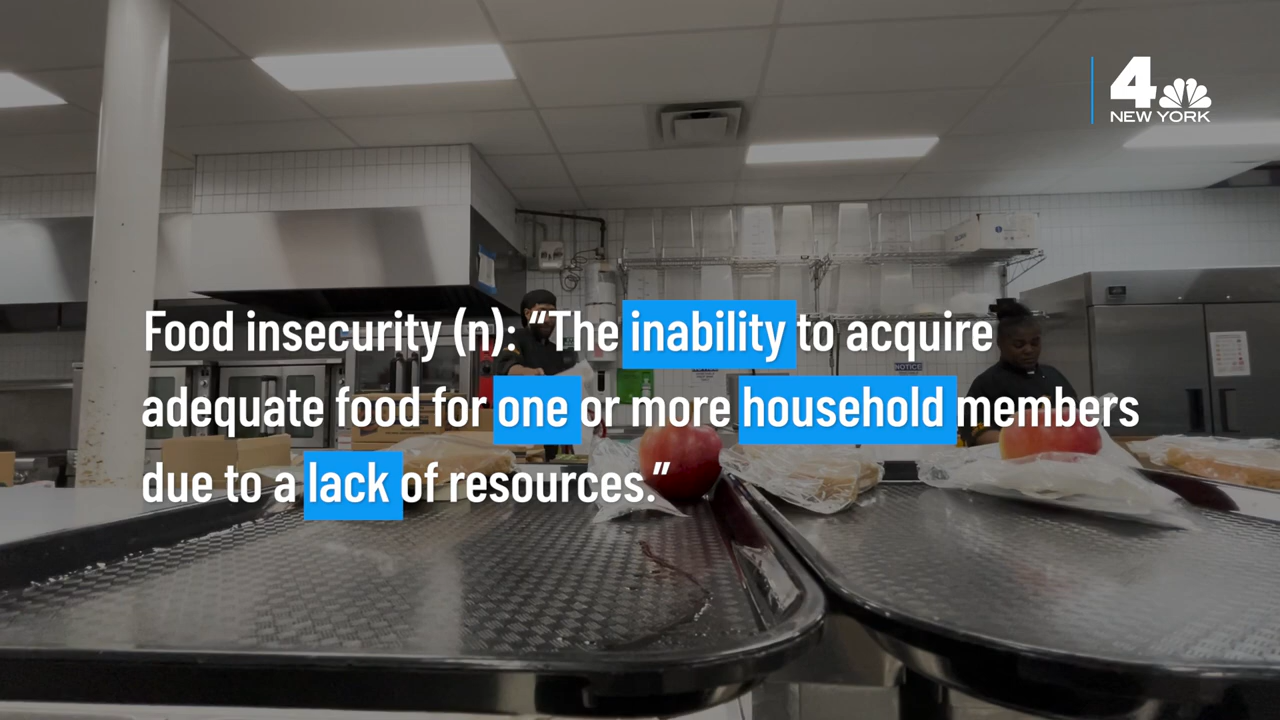 4
NEW YORK
Food insecurity (n): “The inability to acquire
adequate food for one or more household members
due to a lack of resources.”
NOTICE